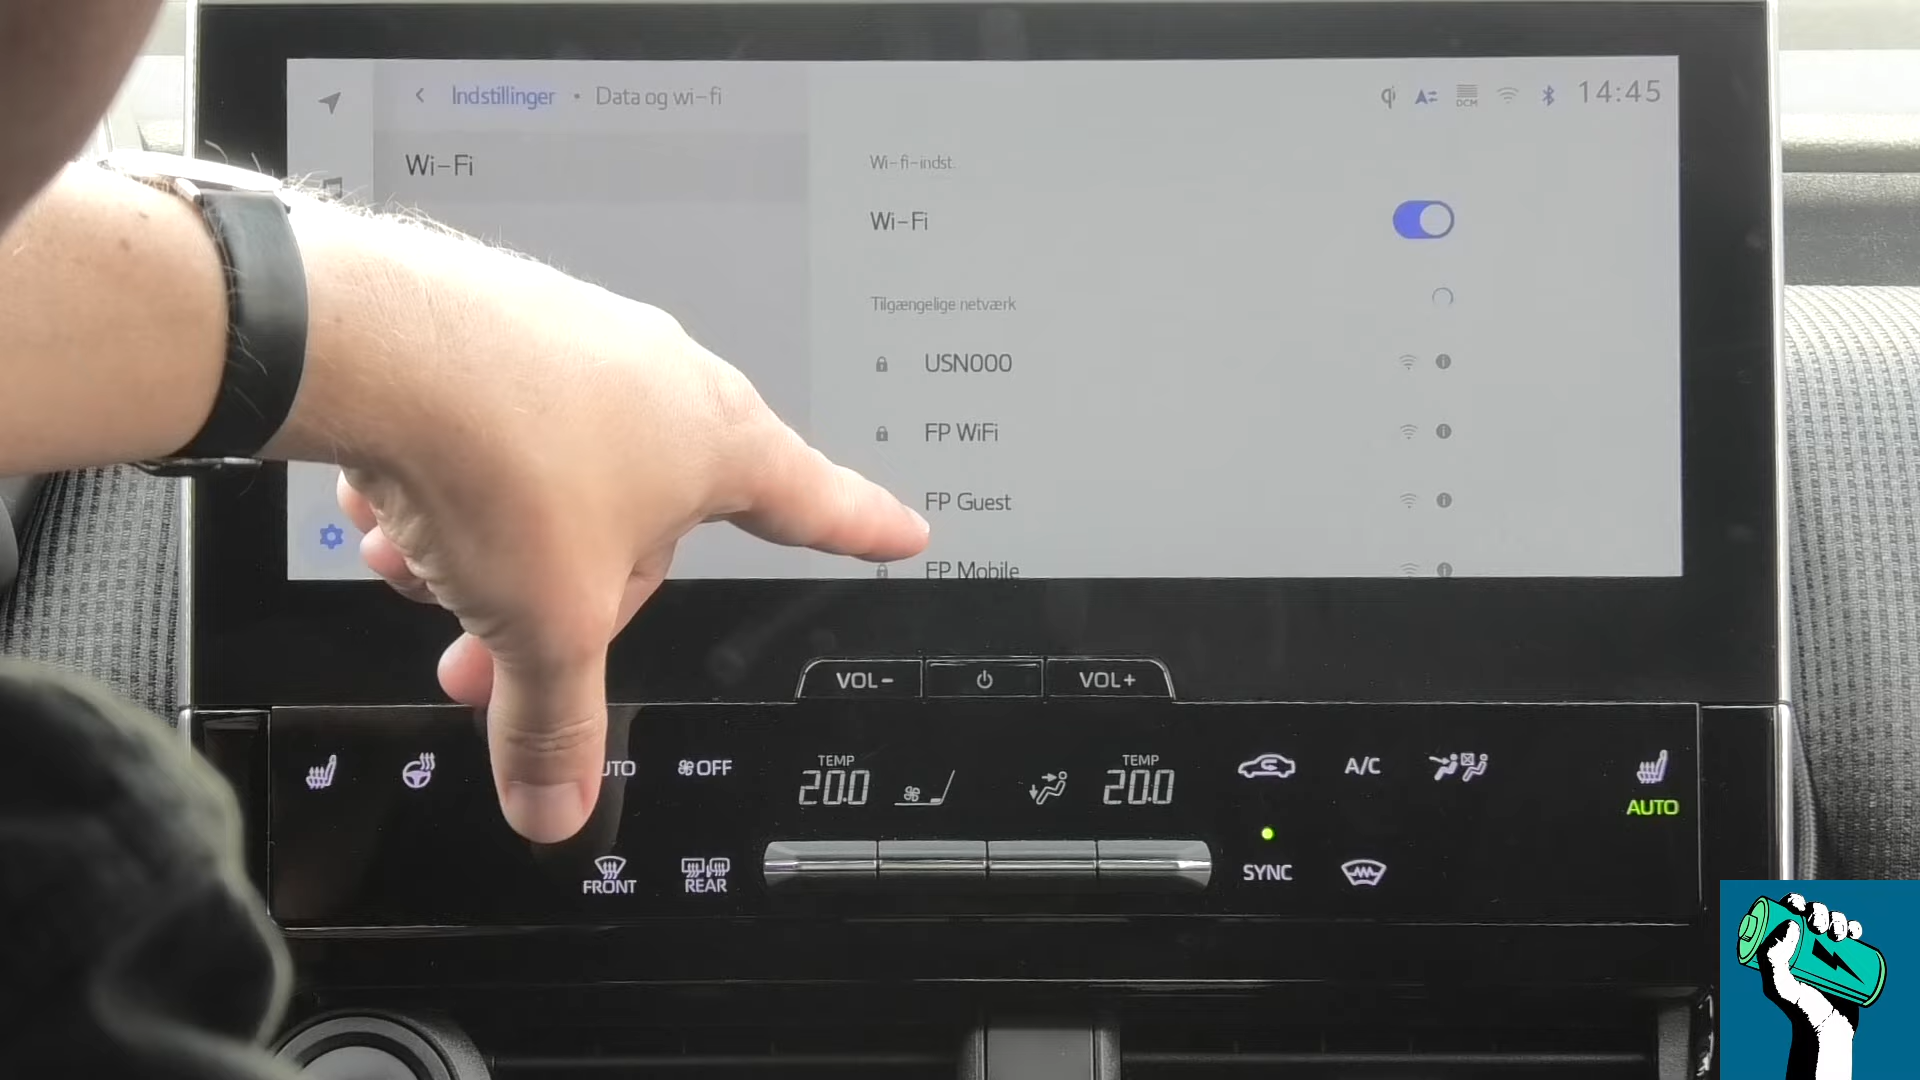 Indstillinger • Data og wi-fi
DCM
14:45
Wi-Fi
Wi-fi-indst.
Wi-Fi
Tilgængelige netværk
USN000
FP WiFi
FP Guest
FP Mobile
VOL-
VOL+
OFF
TEMP
20.0
TEMP
20.0
A/C
AUTO
FRONT
REAR
SYNC